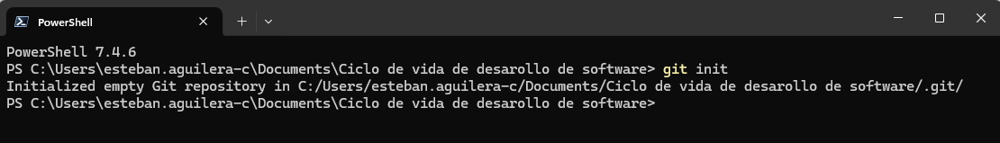 PowerShell
PowerShell 7.4.6
PS C:\Users\esteban.aguilera-c\Documents\Ciclo de vida de desarollo de software> git init
Initialized empty Git repository in C:/Users/esteban.aguilera-c/Documents/Ciclo de vida de desarollo de software/.git/
PS C:\Users\esteban.aguilera-c\Documents\Ciclo de vida de desarollo de software>